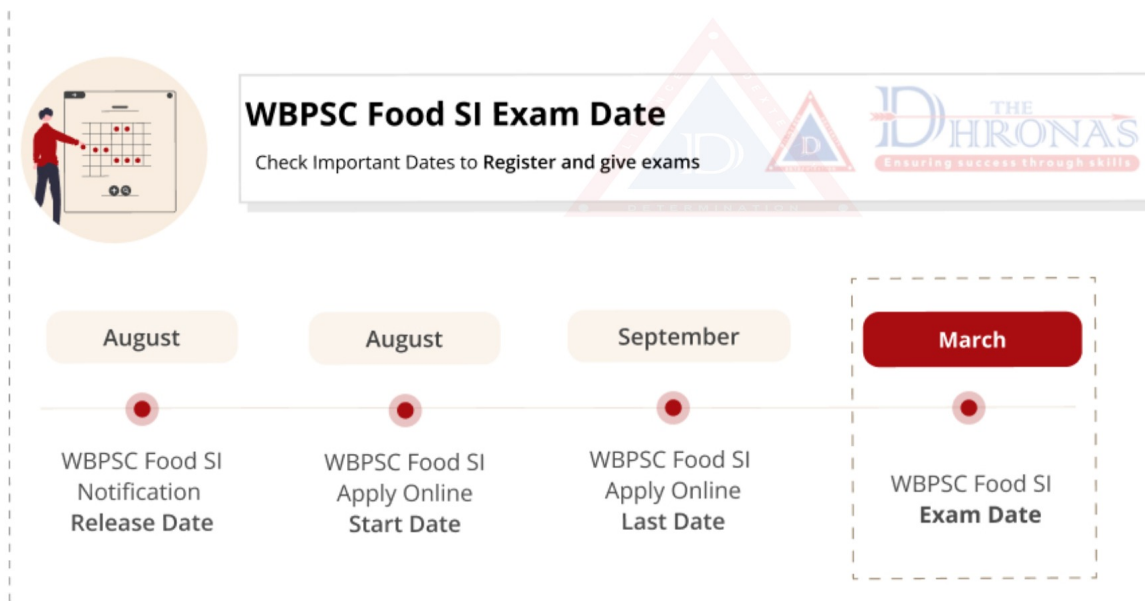 WBPSC Food SI Exam Date
Check Important Dates to Register and give exams
D
DETERMINATION
D
THE
DHRONAS
Ensuring success through skills
August
August
September
March
WBPSC Food SI
Notification
Release Date
WBPSC Food SI
Apply Online
Start Date
WBPSC Food SI
Apply Online
Last Date
WBPSC Food SI
Exam Date